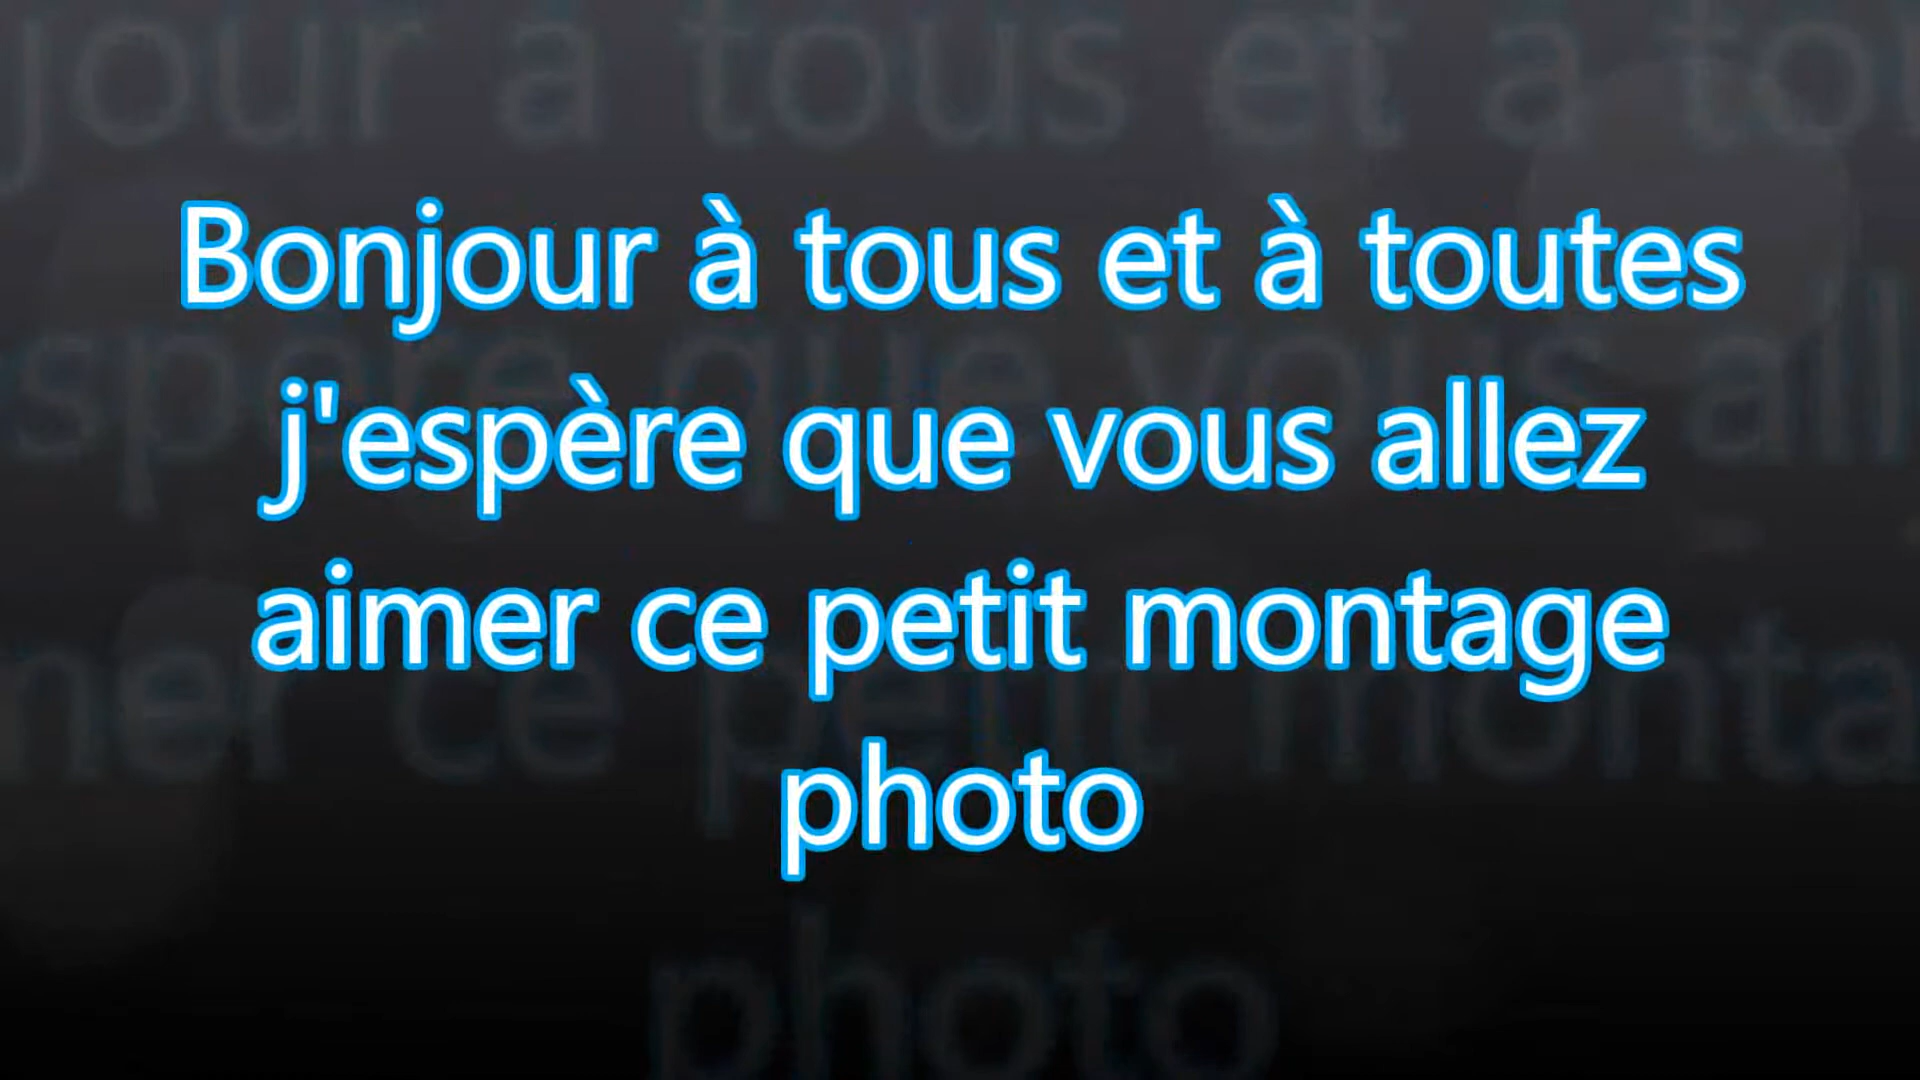 Bonjour à tous et à toutes
j'espère que vous allez
aimer ce petit montage
photo